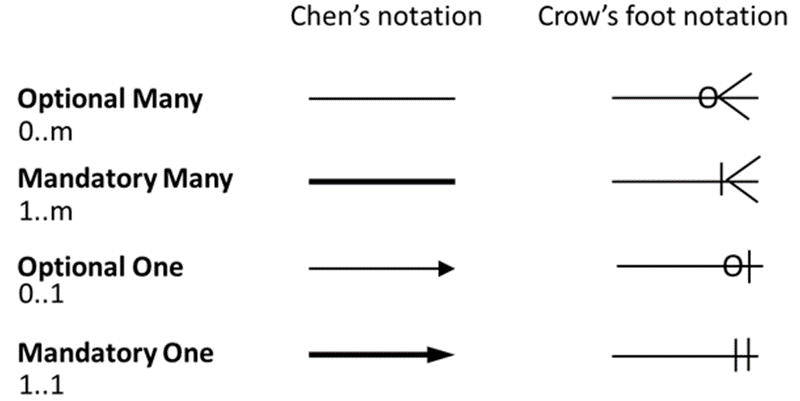 Chen's notation Crow's foot notation
Optional Many
0..m
Mandatory Many
1..m
Optional One
0..1
Mandatory One
1..1